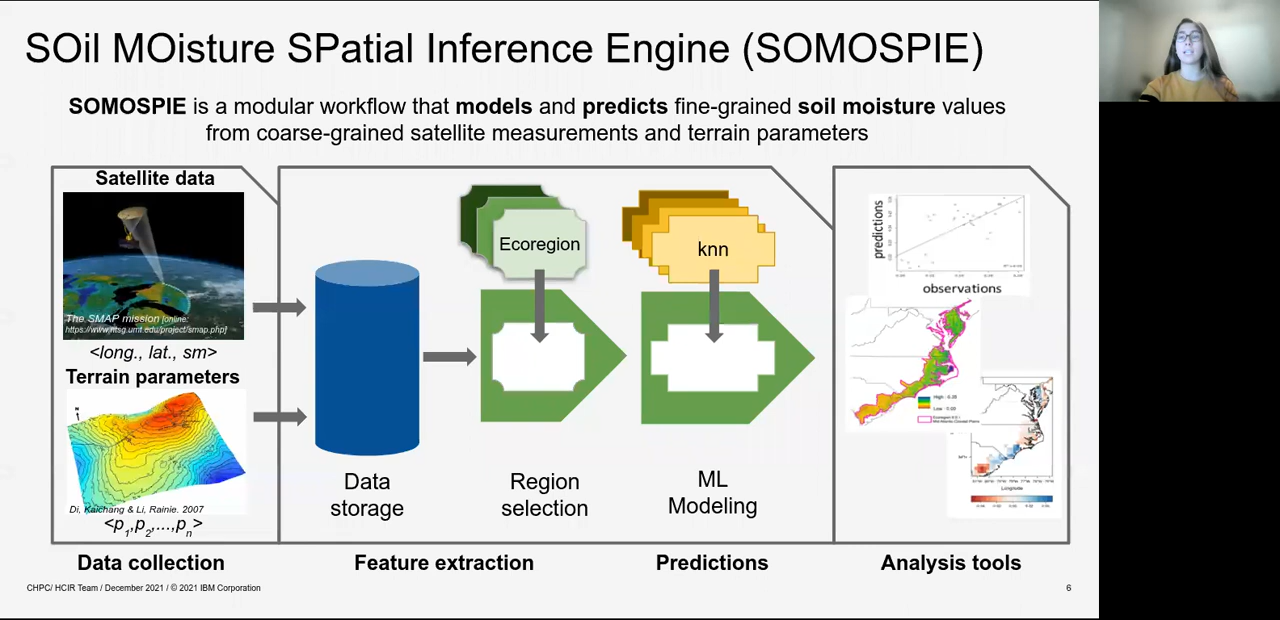 SOil MOisture SPatial Inference Engine (SOMOSPIE)
SOMOSPIE is a modular workflow that models and predicts fine-grained soil moisture values
from coarse-grained satellite measurements and terrain parameters
Satellite data
The SMAP mission [online:
https://www.ntsg.umt.edu/project/smap.php]
<long., lat., sm>
Terrain parameters
N
Di, Kaichang & Li, Rainie. 2007
<p1,p2,...,pn>
Data collection
Data
storage
Ecoregion
Region
selection
Feature extraction
knn
ML
Modeling
Predictions
predictions
observations
High : 0.38
Longitude
Analysis tools
CHPC/ HCIR Team / December 2021 / © 2021 IBM Corporation
6